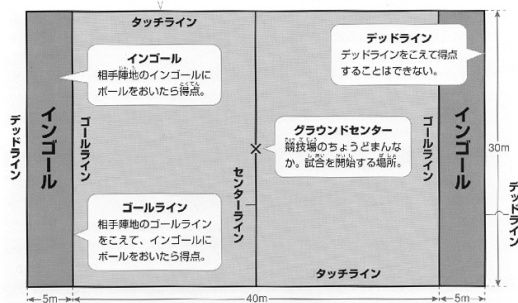 タッチライン
インゴール
相手陣地のインゴールに
ボールをおいたら得点。
デッドライン
デッドラインをこえて得点
することはできない。
デッドライン
インゴール
ゴールライン
グラウンドセンター
競技場のちょうどまんな
か。試合を開始する場所。
センターライン
ゴールライン
インゴール
30m
デッドライン
ゴールライン
相手陣地のゴールライン
をこえて、インゴールに
ボールをおいたら得点。
タッチライン
5m
40m
5m